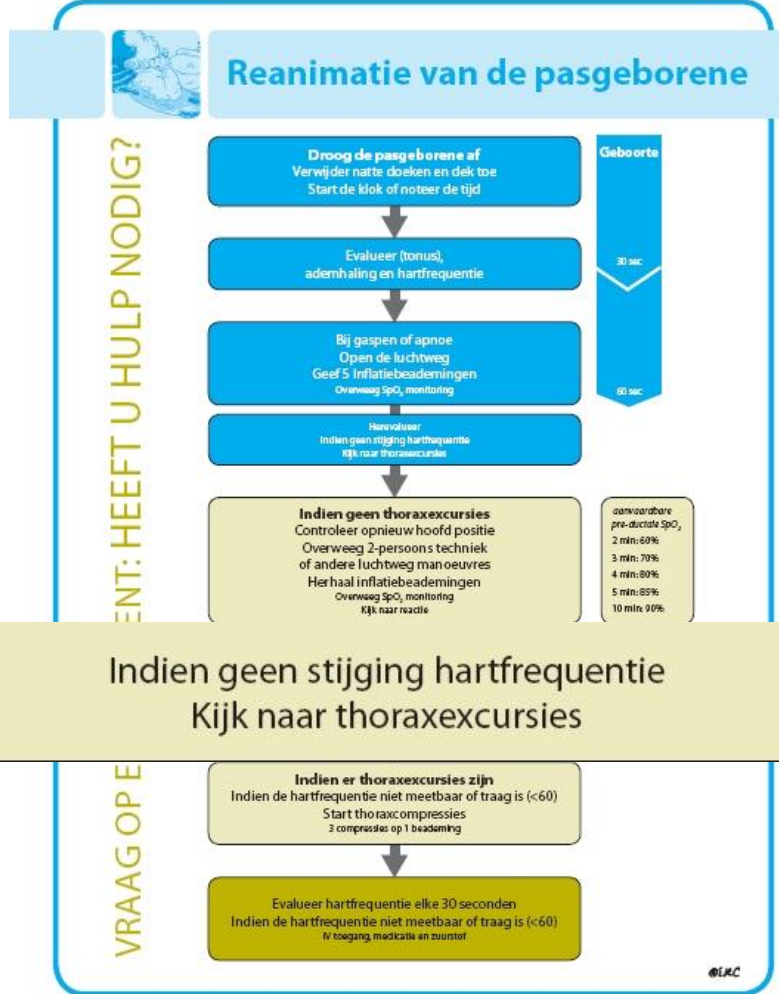 Reanimatie van de pasgeborene
Droog de pasgeborene af
Verwijder natte doeken en dek toe
Start de klok of noteer de tijd
Geboorte
Evalueer (tonus),
ademhaling en hartfrequentie
30 sec
Bij gaspen of apnoe
Open de luchtweg
Geef 5 Inflatiebeademingen
Overweeg SpO₂ monitoring
60 sec
Herevalueer
Indien geen stijging hartfrequentie
Kijk naar thoraxexcursies
Indien geen thoraxexcursies
Controleer opnieuw hoofd positie
Overweeg 2-persoons techniek
of andere luchtweg manoeuvres
Herhaal inflatiebeademingen
Overweeg SpO₂ monitoring
Kijk naar reactie
aanvaardbare
pre-ductale SpO₂
2 min: 60%
3 min: 70%
4 min: 80%
5 min: 85%
10 min: 90%
Indien geen stijging hartfrequentie
Kijk naar thoraxexcursies
Indien er thoraxexcursies zijn
Indien de hartfrequentie niet meetbaar of traag is (<60)
Start thoraxcompressies
3 compressies op 1 beademing
Evalueer hartfrequentie elke 30 seconden
Indien de hartfrequentie niet meetbaar of traag is (<60)
IV toegang, medicatie en zuurstof
VRAAG OP E ENT: HEEFT U HULP NODIG?
@ERC